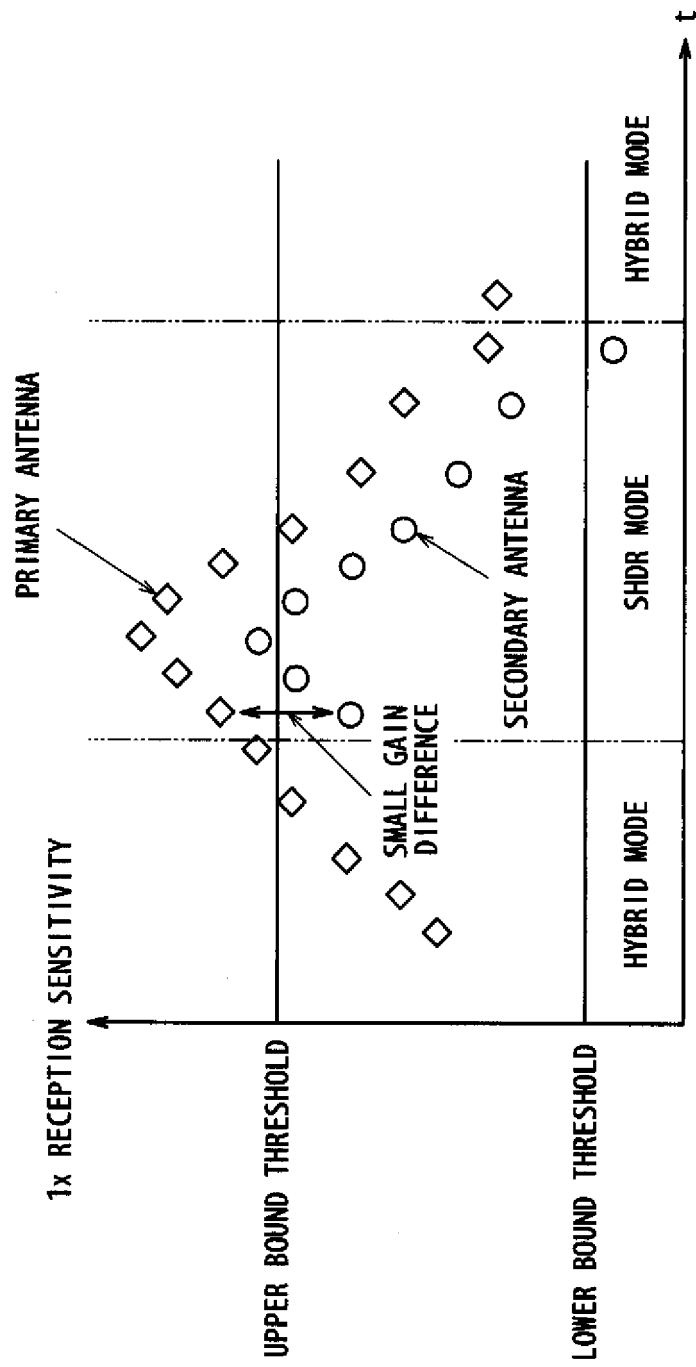 1x RECEPTION SENSITIVITY
PRIMARY ANTENNA
UPPER BOUND THRESHOLD
SMALL GAIN
DIFFERENCE
SECONDARY ANTENNA
LOWER BOUND THRESHOLD
HYBRID MODE
SHDR MODE
HYBRID MODE
t